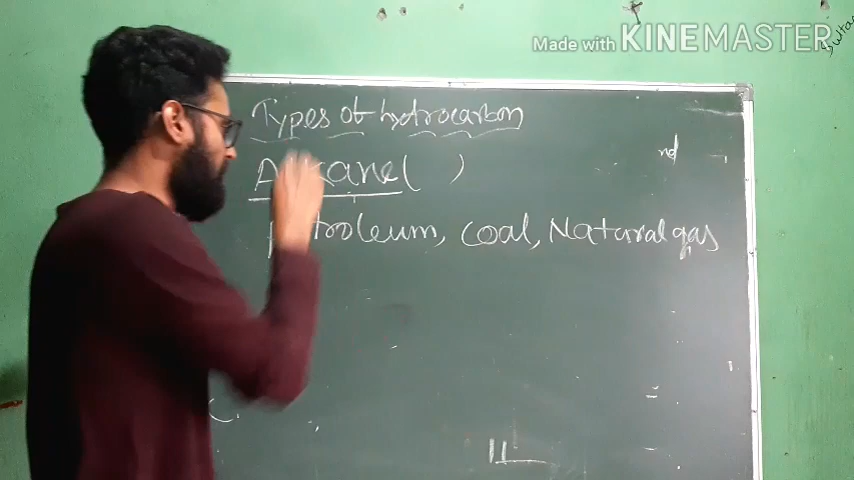 Made with KINEMASTER
Types of hydrocarbon
Alkane( )
petroleum, coal, Natural gas